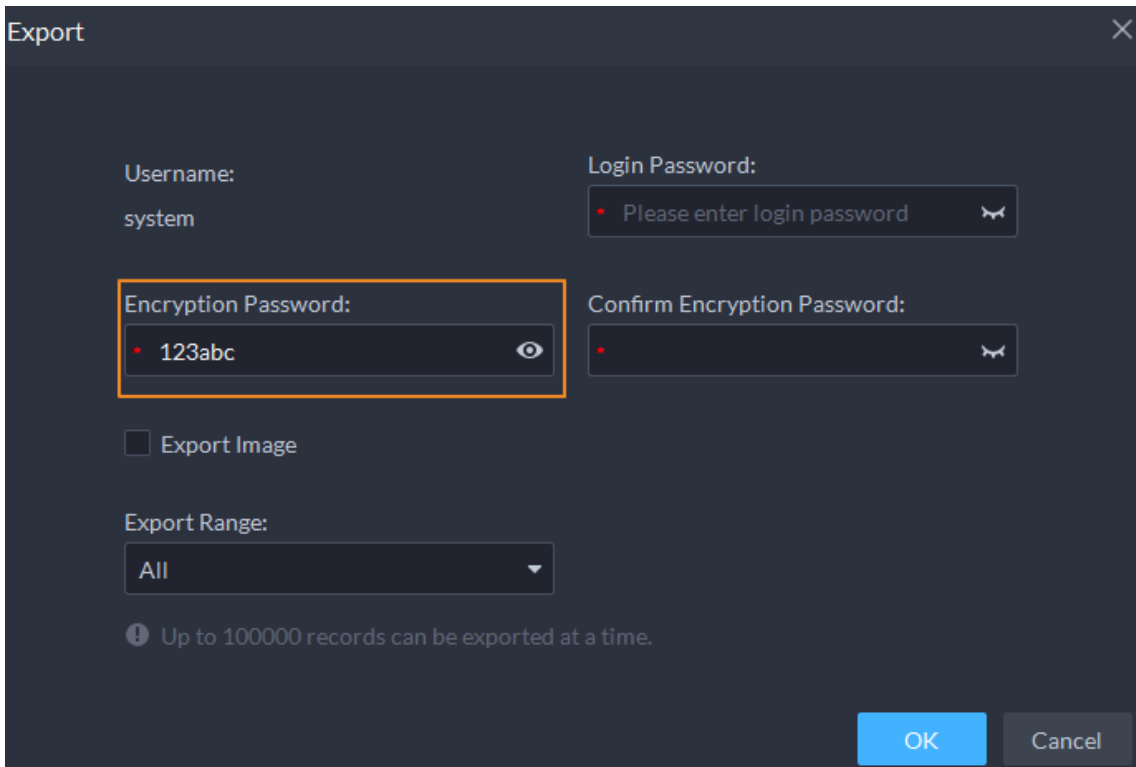 Export
Username:
system
Login Password:
* Please enter login password
Encryption Password:
* 123abc
Confirm Encryption Password:
*
Export Image
Export Range:
All
Up to 100000 records can be exported at a time.
OK
Cancel